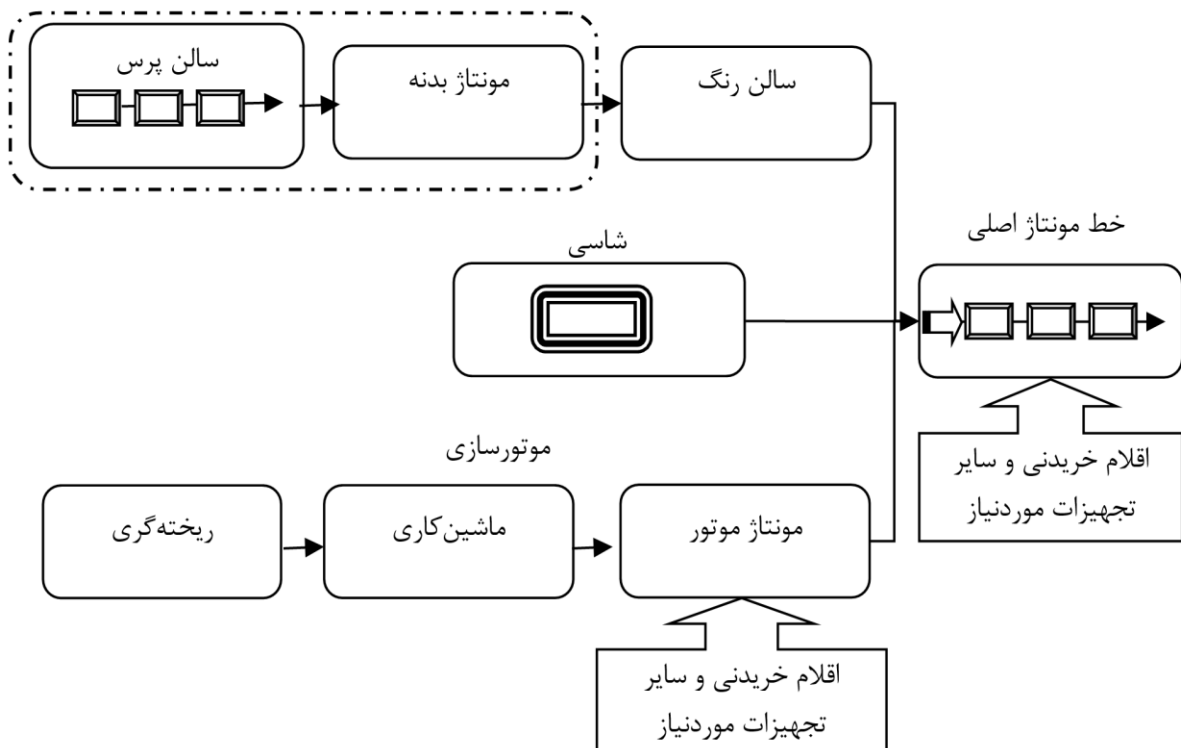 سالن پرس
مونتاژ بدنه
سالن رنگ
شاسی
خط مونتاژ اصلی
اقلام خریدنی و سایر
تجهیزات موردنیاز
موتورسازی
ریخته‌گری
ماشین‌کاری
مونتاژ موتور
اقلام خریدنی و سایر
تجهیزات موردنیاز